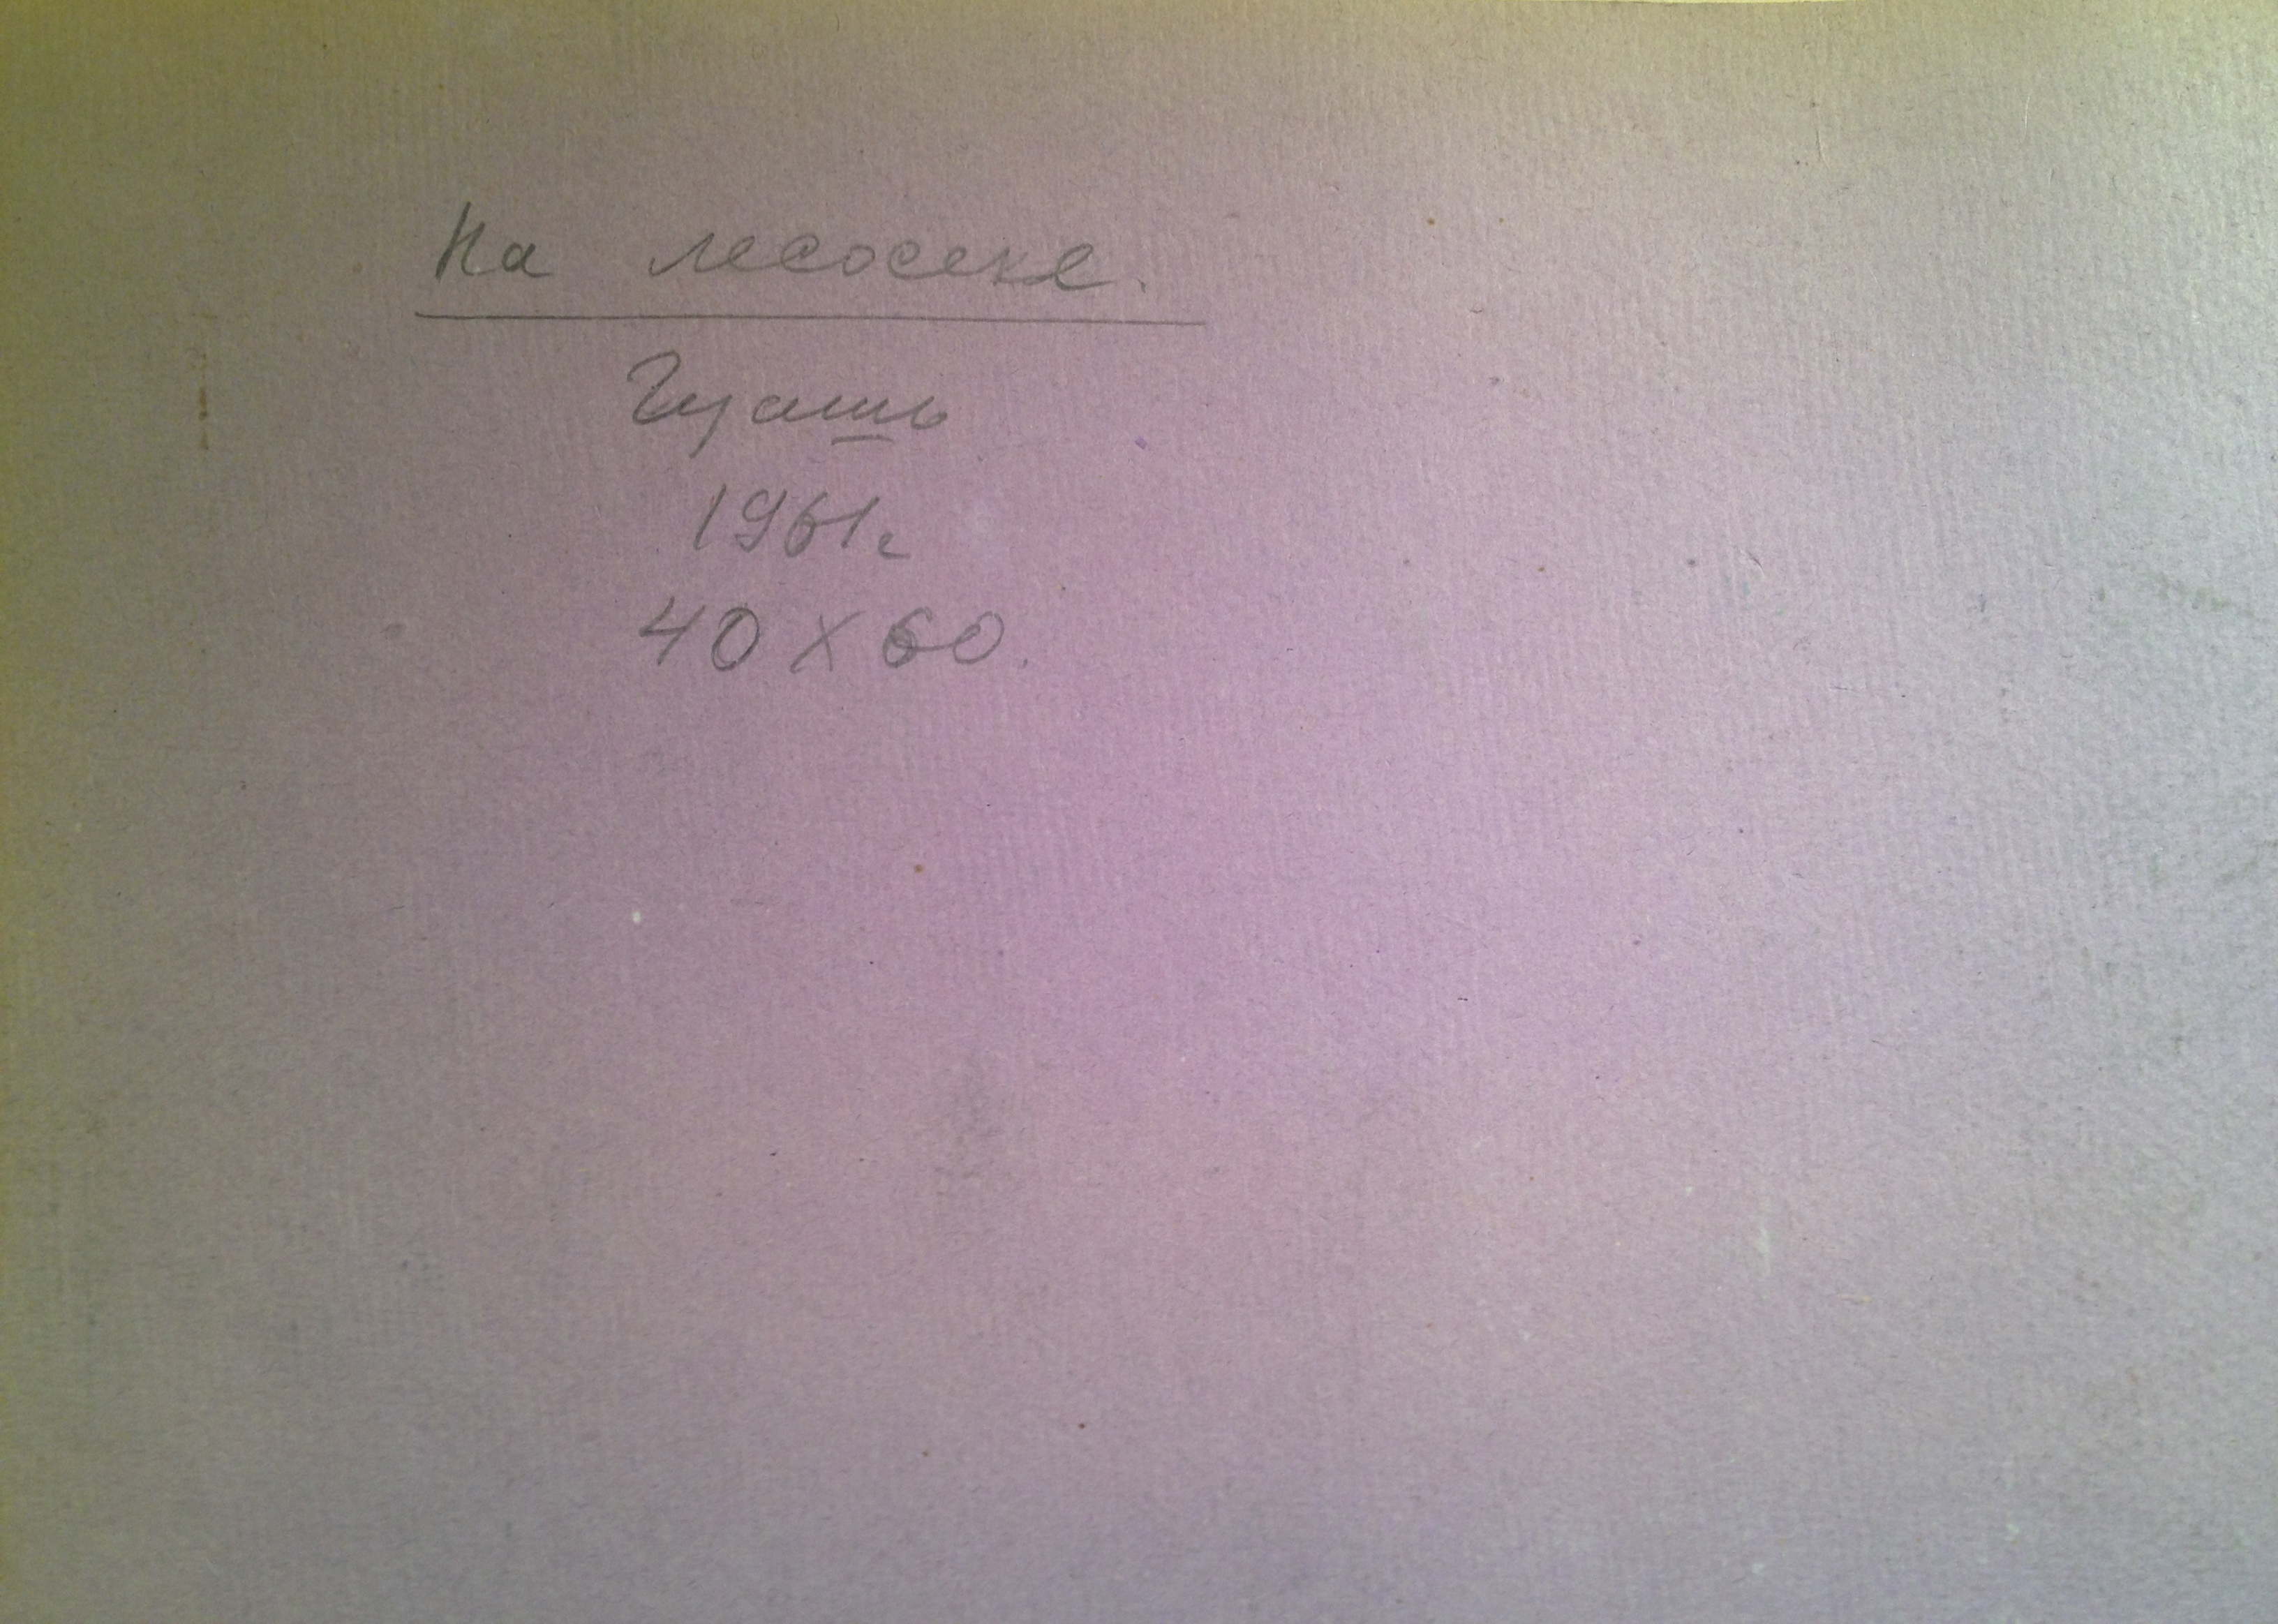 На лесосеке.
Гуашь
1961г
40 х 60.